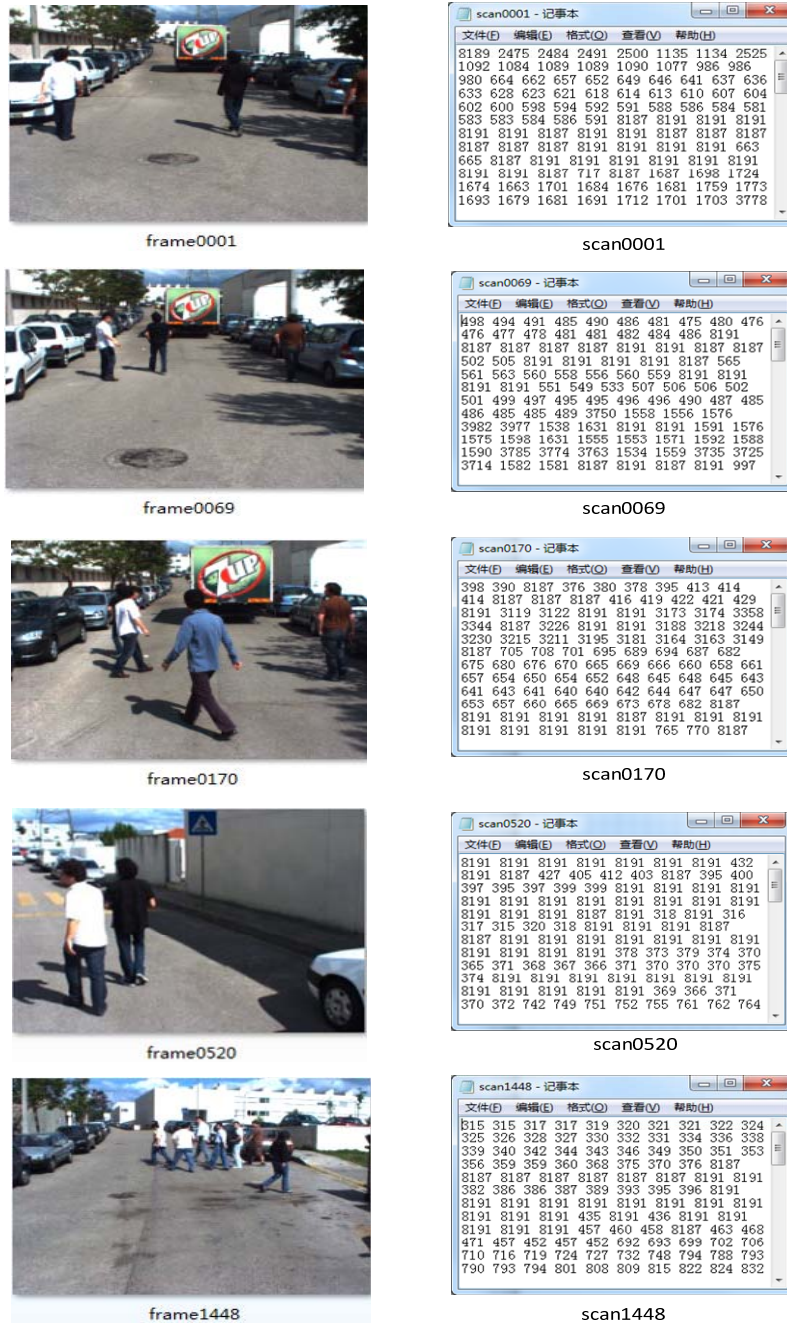 7UP
scan0001 - 记事本
文件(F) 编辑(E) 格式(O) 查看(V) 帮助(H)
8189 2475 2484 2491 2500 1135 1134 2525
1092 1084 1089 1089 1090 1077 986 986
980 664 662 657 652 649 646 641 637 636
633 628 623 621 618 614 613 610 607 604
602 600 598 594 592 591 588 586 584 581
583 583 584 586 591 8187 8191 8191 8191
8191 8191 8187 8191 8191 8187 8187 8187
8187 8187 8187 8191 8191 8191 8191 663
665 8187 8191 8191 8191 8191 8191 8191
8191 8191 8187 717 8187 1687 1698 1724
1674 1663 1701 1684 1676 1681 1759 1773
1693 1679 1681 1691 1712 1701 1703 3778
frame0001
scan0001
7UP
scan0069 - 记事本
文件(F) 编辑(E) 格式(O) 查看(V) 帮助(H)
498 494 491 485 490 486 481 475 480 476
476 477 478 481 481 482 484 486 8191
8187 8187 8187 8187 8191 8191 8187 8187
502 505 8191 8191 8191 8191 8187 565
561 563 560 558 556 560 559 8191 8191
8191 8191 551 549 533 507 506 506 502
501 499 497 495 495 496 496 490 487 485
486 485 485 489 3750 1558 1556 1576
3982 3977 1538 1631 8191 8191 1591 1576
1575 1598 1631 1555 1553 1571 1592 1588
1590 3785 3774 3763 1534 1559 3735 3725
3714 1582 1581 8187 8191 8187 8191 997
frame0069
scan0069
7UP
scan0170 - 记事本
文件(F) 编辑(E) 格式(O) 查看(V) 帮助(H)
398 390 8187 376 380 378 395 413 414
414 8187 8187 8187 416 419 422 421 429
8191 3119 3122 8191 8191 3173 3174 3358
3344 8187 3226 8191 8191 3188 3218 3244
3230 3215 3211 3195 3181 3164 3163 3149
8187 705 708 701 695 689 694 687 682
675 680 676 670 665 669 666 660 658 661
657 654 650 654 652 648 645 648 645 643
641 643 641 640 640 642 644 647 647 650
653 657 660 665 669 673 678 682 8187
8191 8191 8191 8191 8187 8191 8191 8191
8191 8191 8191 8191 8191 765 770 8187
frame0170
scan0170
scan0520 - 记事本
文件(F) 编辑(E) 格式(O) 查看(V) 帮助(H)
8191 8191 8191 8191 8191 8191 8191 432
8191 8187 427 405 412 403 8187 395 400
397 395 397 399 399 8191 8191 8191 8191
8191 8191 8191 8191 8191 8191 8191 8191
8191 8191 8191 8187 8191 318 8191 316
317 315 320 318 8191 8191 8191 8187
8187 8191 8191 8191 8191 8191 8191 8191
8191 8191 8191 8191 378 373 379 374 370
365 371 368 367 366 371 370 370 370 375
374 8191 8191 8191 8191 8191 8191 8191
8191 8191 8191 8191 8191 369 366 371
370 372 742 749 751 752 755 761 762 764
frame0520
scan0520
scan1448 - 记事本
文件(F) 编辑(E) 格式(O) 查看(V) 帮助(H)
315 315 317 317 319 320 321 321 322 324
325 326 328 327 330 332 331 334 336 338
339 340 342 344 343 346 349 350 351 353
356 359 359 360 368 375 370 376 8187
8187 8187 8187 8187 8187 8187 8191 8191
382 386 386 387 389 393 395 396 8191
8191 8191 8191 8191 8191 8191 8191 8191
8191 8191 8191 435 8191 436 8191 8191
8191 8191 8191 457 460 458 8187 463 468
471 457 452 457 452 692 693 699 702 706
710 716 719 724 727 732 748 794 788 793
790 793 794 801 808 809 815 822 824 832
frame1448
scan1448